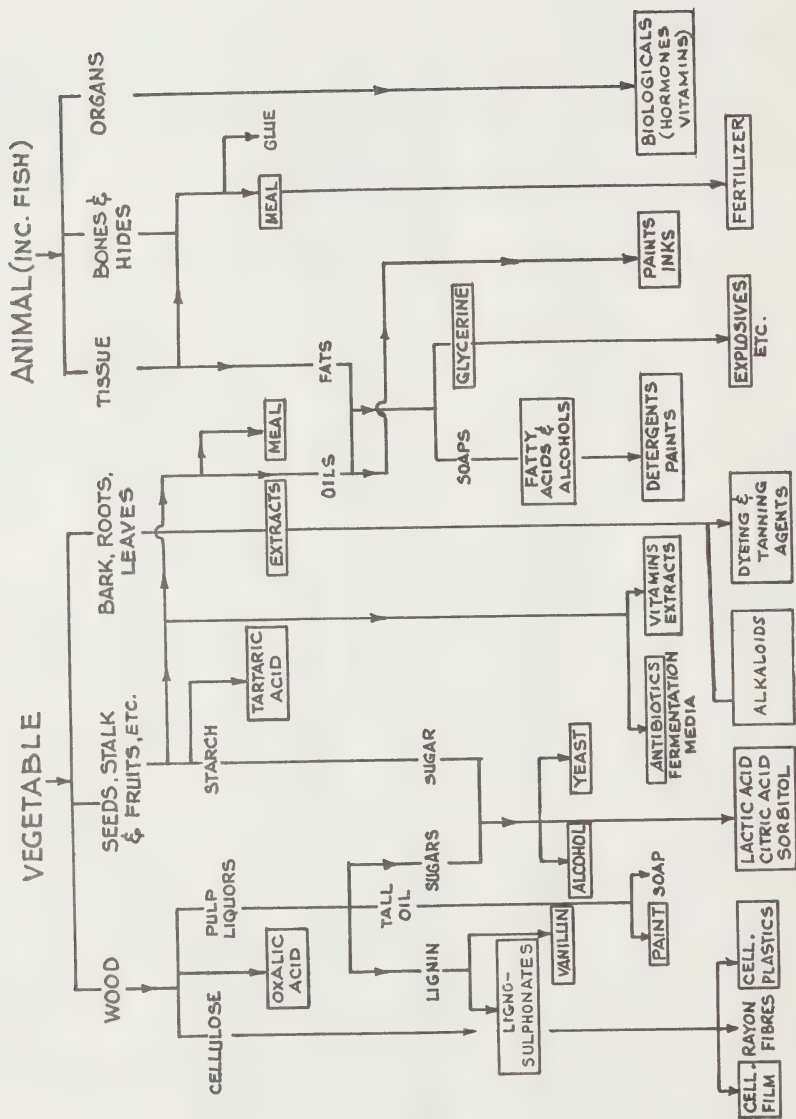 VEGETABLE
ANIMAL (INC. FISH)
WOOD
SEEDS, STALK
& FRUITS, ETC.
BARK, ROOTS,
LEAVES
TISSUE
BONES &
HIDES
ORGANS
CELLULOSE
OXALIC
ACID
PULP
LIQUORS
STARCH
TARTARIC
ACID
EXTRACTS
MEAL
MEAL
GLUE
LIGNIN
TALL
OIL
SUGARS
SUGAR
OILS
FATS
LIGNO-
SULPHONATES
VANILLIN
ALCOHOL
YEAST
SOAPS
GLYCERINE
FATTY
ACIDS &
ALCOHOLS
PAINT
SOAP
ANTIBIOTICS
FERMENTATION
MEDIA
VITAMINS
EXTRACTS
DETERGENTS
PAINTS
PAINTS
INKS
BIOLOGICALS
(HORMONES
VITAMINS)
CELL.
FILM
RAYON
FIBRES
CELL.
PLASTICS
LACTIC ACID
CITRIC ACID
SORBITOL
ALKALOIDS
DYEING &
TANNING
AGENTS
EXPLOSIVES
ETC.
FERTILIZER